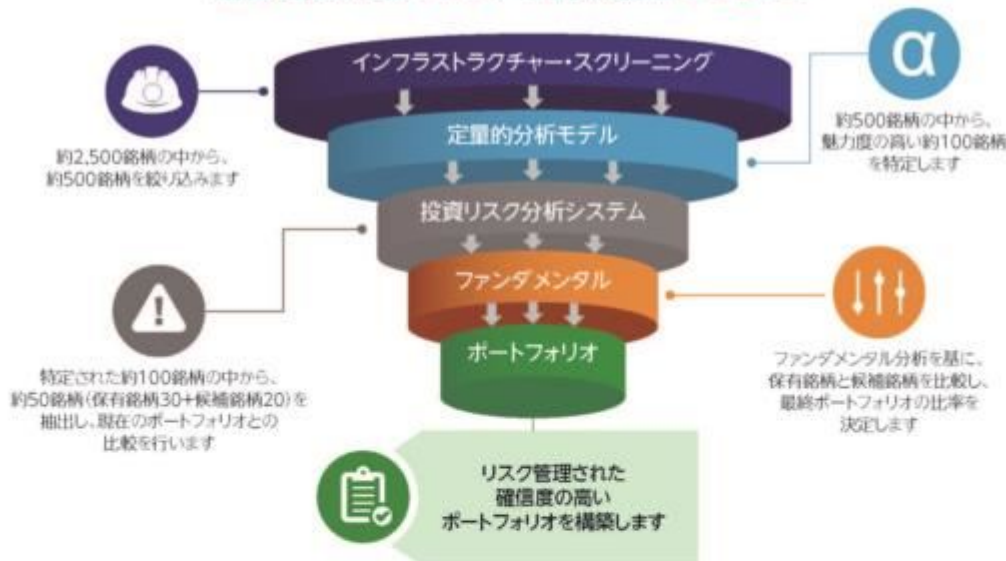 インフラストラクチャー・スクリーニング
約2,500銘柄の中から、
約500銘柄を絞り込みます
定量的分析モデル
α
約500銘柄の中から、
魅力度の高い約100銘柄
を特定します
投資リスク分析システム
特定された約100銘柄の中から、
約50銘柄(保有銘柄30+候補銘柄20)を
抽出し、現在のポートフォリオとの
比較を行います
ファンダメンタル
ファンダメンタル分析を基に、
保有銘柄と候補銘柄を比較し、
最終ポートフォリオの比率を
決定します
ポートフォリオ
リスク管理された
確信度の高い
ポートフォリオを構築します